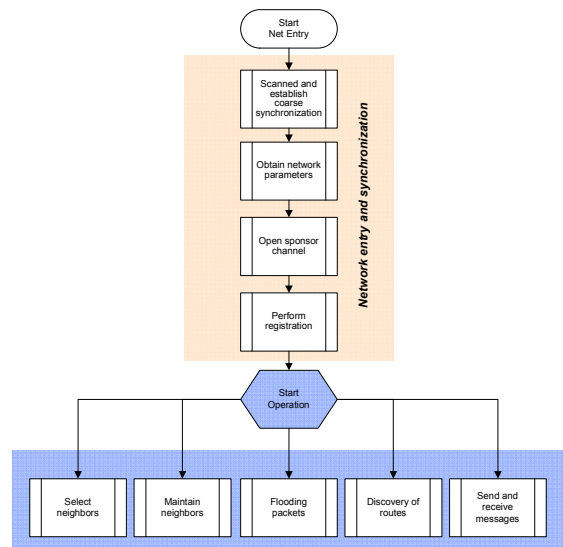 Start
Net Entry
Scanned and
establish
coarse
synchronization
Obtain network
parameters
Open sponsor
channel
Perform
registration
Network entry and synchronization
Start
Operation
Select
neighbors
Maintain
neighbors
Flooding
packets
Discovery of
routes
Send and
receive
messages